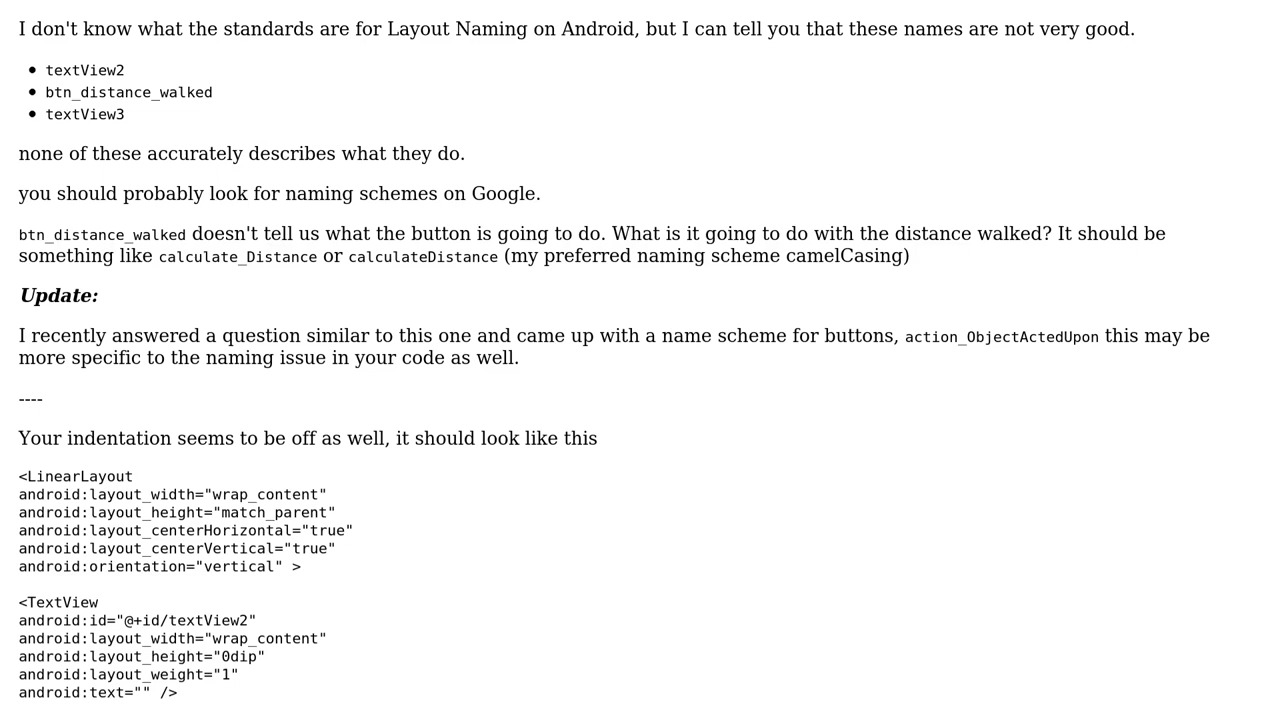 I don't know what the standards are for Layout Naming on Android, but I can tell you that these names are not very good.
• textView2
• btn_distance_walked
• textView3
none of these accurately describes what they do.
you should probably look for naming schemes on Google.
btn_distance_walked doesn't tell us what the button is going to do. What is it going to do with the distance walked? It should be
something like calculate_Distance or calculateDistance (my preferred naming scheme camelCasing)
Update:
I recently answered a question similar to this one and came up with a name scheme for buttons, action_ObjectActedUpon this may be
more specific to the naming issue in your code as well.
----
Your indentation seems to be off as well, it should look like this
<LinearLayout
android:layout_width="wrap_content"
android:layout_height="match_parent"
android:layout_centerHorizontal="true"
android:layout_centerVertical="true"
android:orientation="vertical" >
<TextView
android:id="@+id/textView2"
android:layout_width="wrap_content"
android:layout_height="0dip"
android:layout_weight="1"
android:text="" />